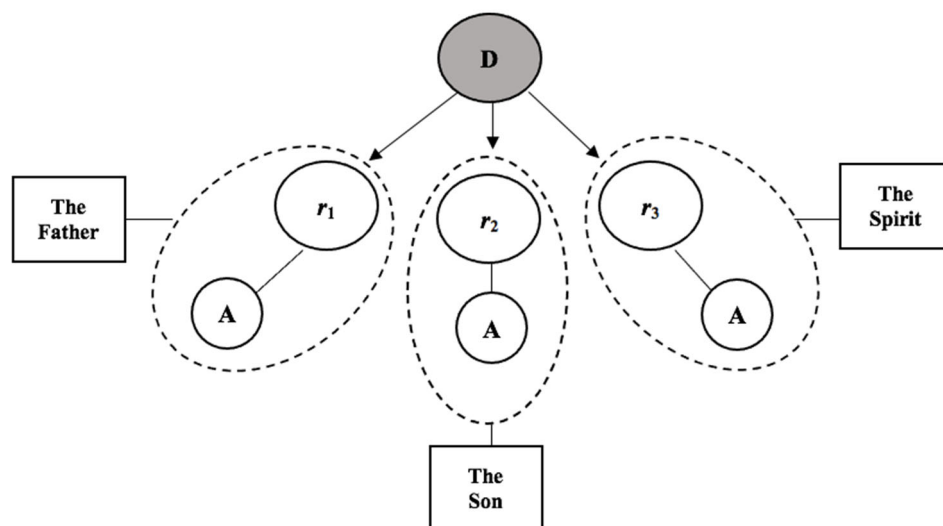 D
The
Father
r₁
r₂
r₃
The
Spirit
A
A
A
The
Son